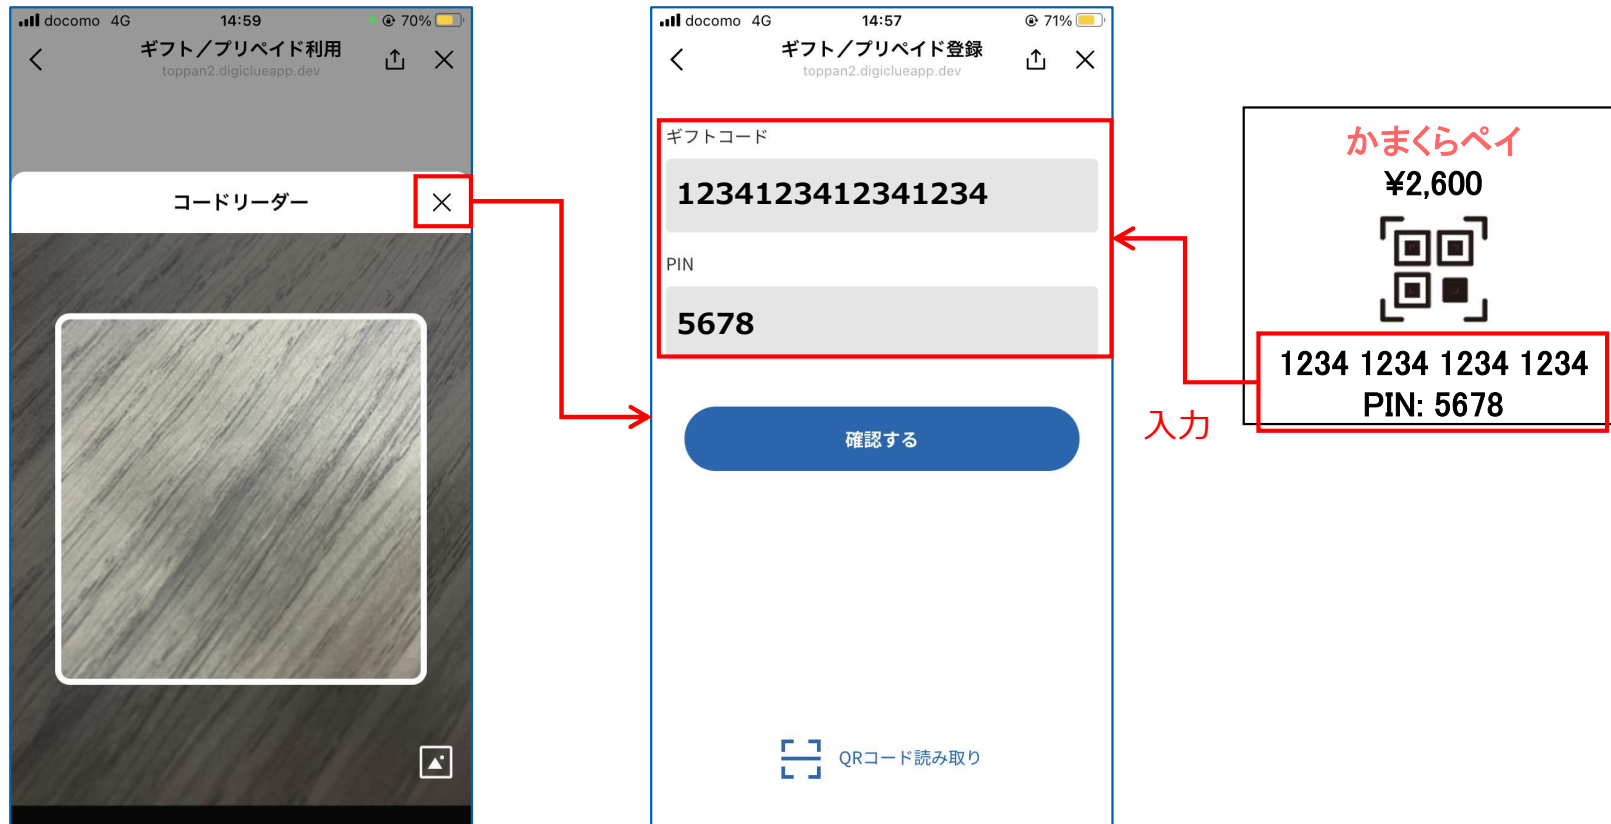 docomo 4G 14:59 70%
ギフト／プリペイド利用
toppan2.digiclueapp.dev
コードリーダー
docomo 4G 14:57 71%
ギフト／プリペイド登録
toppan2.digiclueapp.dev
ギフトコード
1234123412341234
PIN
5678
確認する
QRコード読み取り
入力
かまくらペイ
¥2,600
1234 1234 1234 1234
PIN: 5678